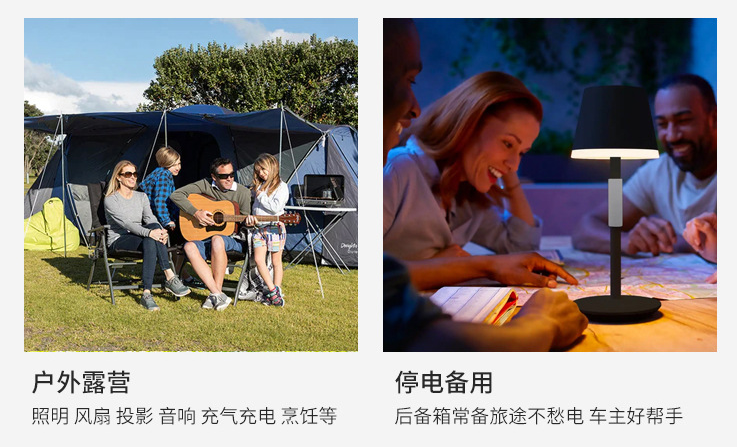 户外露营
照明 风扇 投影 音响 充气充电 烹饪等
停电备用
后备箱常备旅途不愁电 车主好帮手